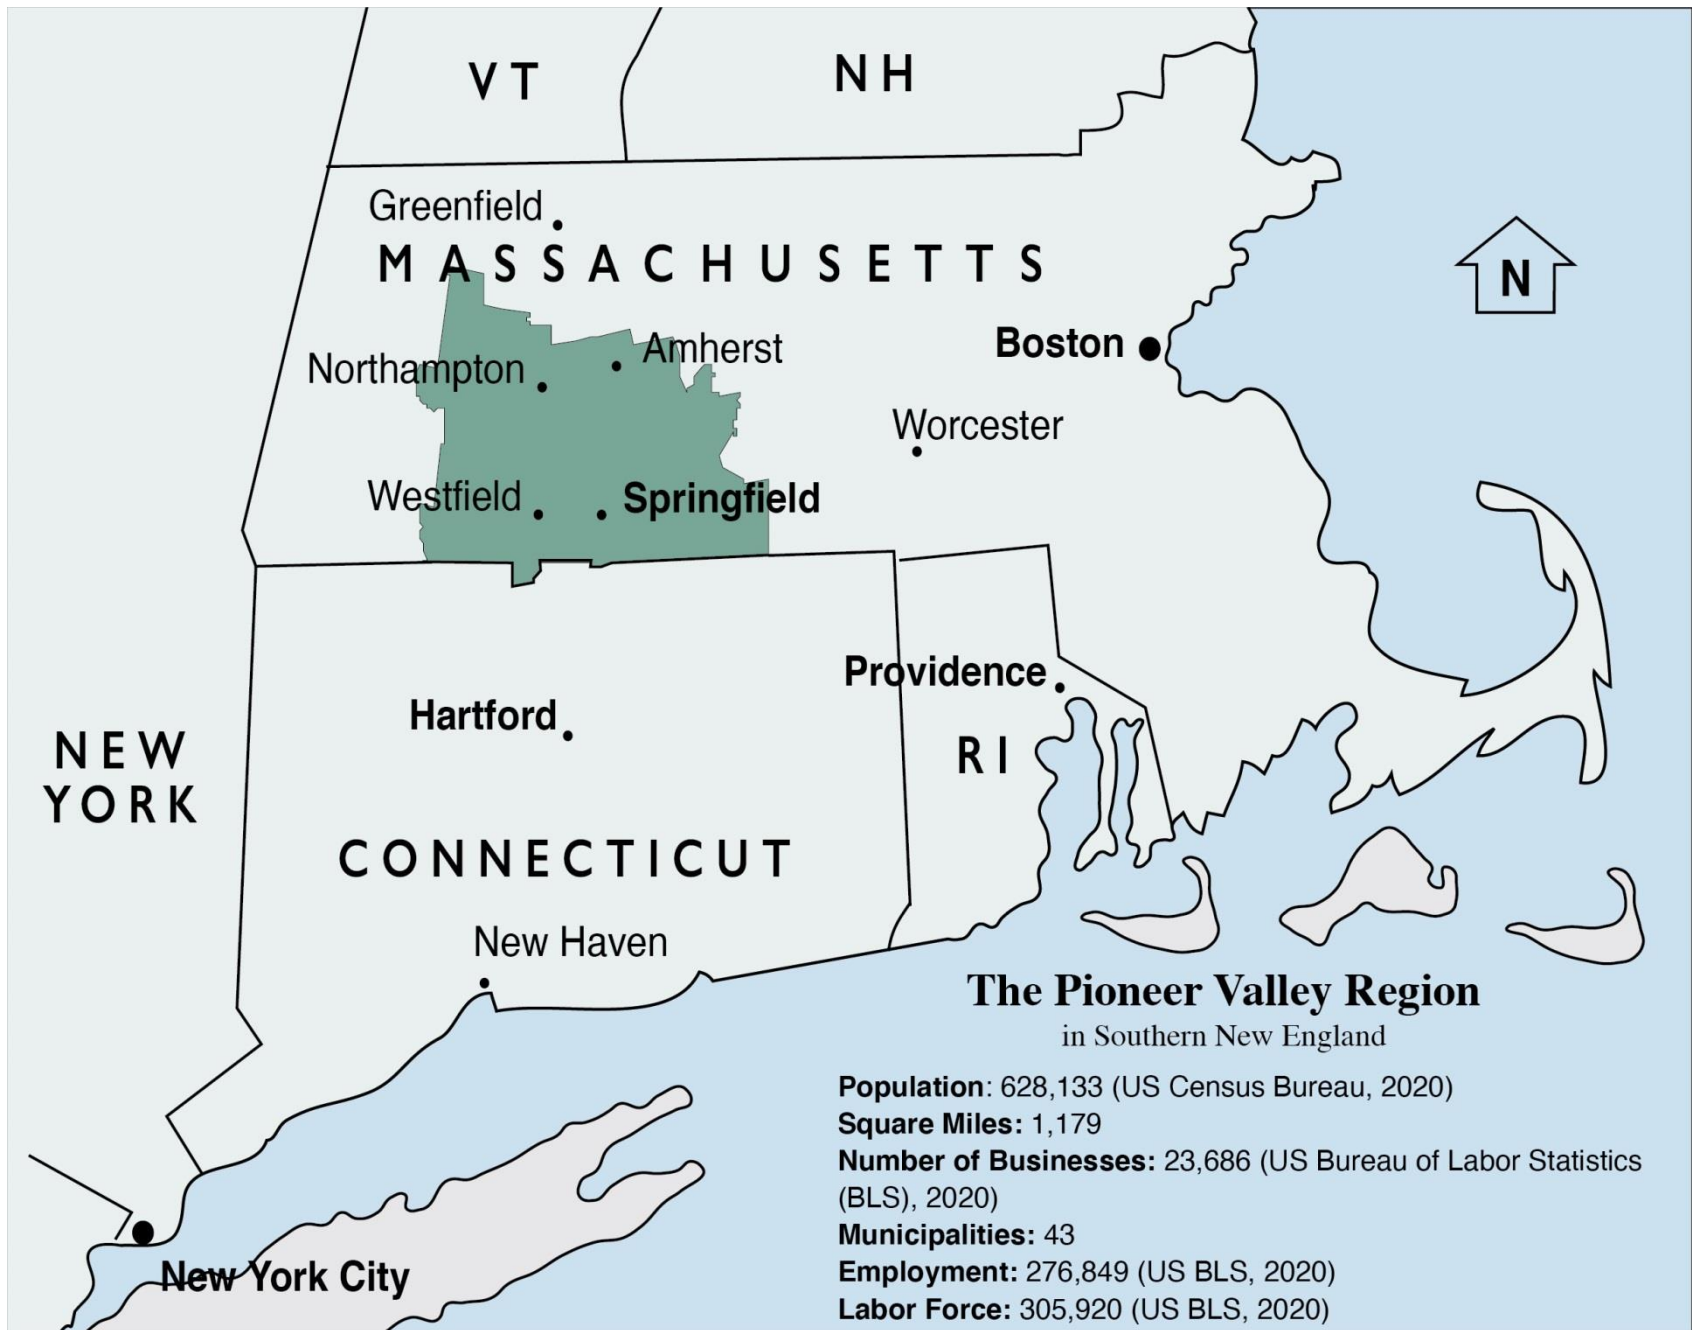 VT
NH
Greenfield
MASSACHUSETTS
N
Boston
Amherst
Northampton
Worcester
Westfield
Springfield
Providence
Hartford
NEW
YORK
RI
CONNECTICUT
New Haven
The Pioneer Valley Region
in Southern New England
Population: 628,133 (US Census Bureau, 2020)
Square Miles: 1,179
Number of Businesses: 23,686 (US Bureau of Labor Statistics
(BLS), 2020)
Municipalities: 43
Employment: 276,849 (US BLS, 2020)
Labor Force: 305,920 (US BLS, 2020)
New York City